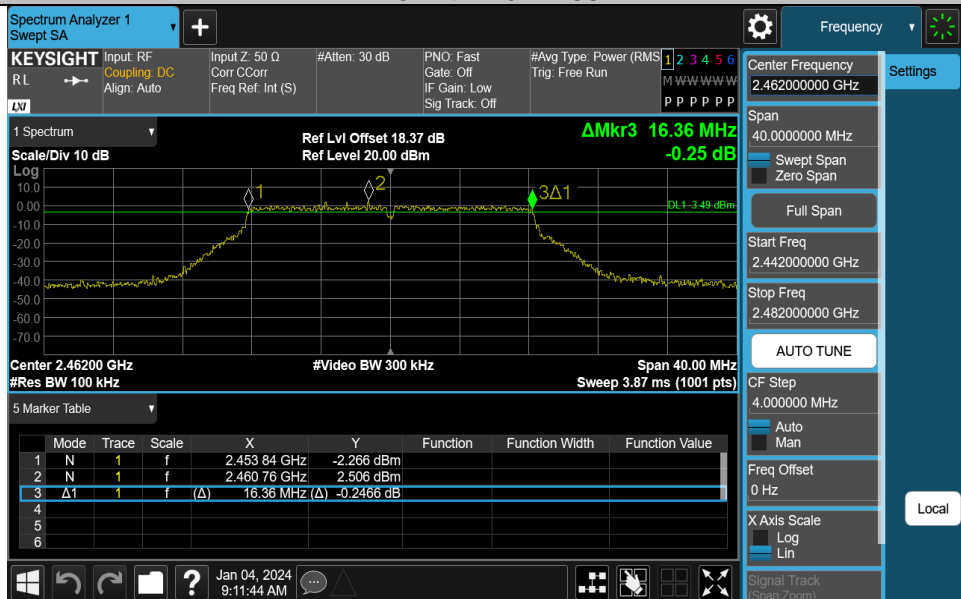 Spectrum Analyzer 1
Swept SA
+
Frequency
KEYSIGHT
RL
LXI
Input: RF
Coupling: DC
Align: Auto
Input Z: 50 Ω
Corr CCorr
Freq Ref: Int (S)
#Atten: 30 dB
PNO: Fast
Gate: Off
IF Gain: Low
Sig Track: Off
#Avg Type: Power (RMS
Trig: Free Run
1 2 3 4 5 6
M W W W W W
P P P P P P
1 Spectrum
Scale/Div 10 dB
Ref Lvl Offset 18.37 dB
Ref Level 20.00 dBm
ΔMkr3 16.36 MHz
-0.25 dB
Log
10.0
0.00
-10.0
-20.0
-30.0
-40.0
-50.0
-60.0
-70.0
1
2
3Δ1
DL1 -3.49 dBm
Center 2.46200 GHz
#Res BW 100 kHz
#Video BW 300 kHz
Span 40.00 MHz
Sweep 3.87 ms (1001 pts)
5 Marker Table
Mode Trace Scale X Y Function Function Width Function Value
1 N 1 f 2.453 84 GHz -2.266 dBm
2 N 1 f 2.460 76 GHz 2.506 dBm
3 Δ1 1 f (Δ) 16.36 MHz (Δ) -0.2466 dB
4
5
6
?
Jan 04, 2024
9:11:44 AM
Center Frequency
2.462000000 GHz
Span
40.0000000 MHz
Swept Span
Zero Span
Full Span
Start Freq
2.442000000 GHz
Stop Freq
2.482000000 GHz
AUTO TUNE
CF Step
4.000000 MHz
Auto
Man
Freq Offset
0 Hz
X Axis Scale
Log
Lin
Signal Track
(Span Zoom)
Settings
Local